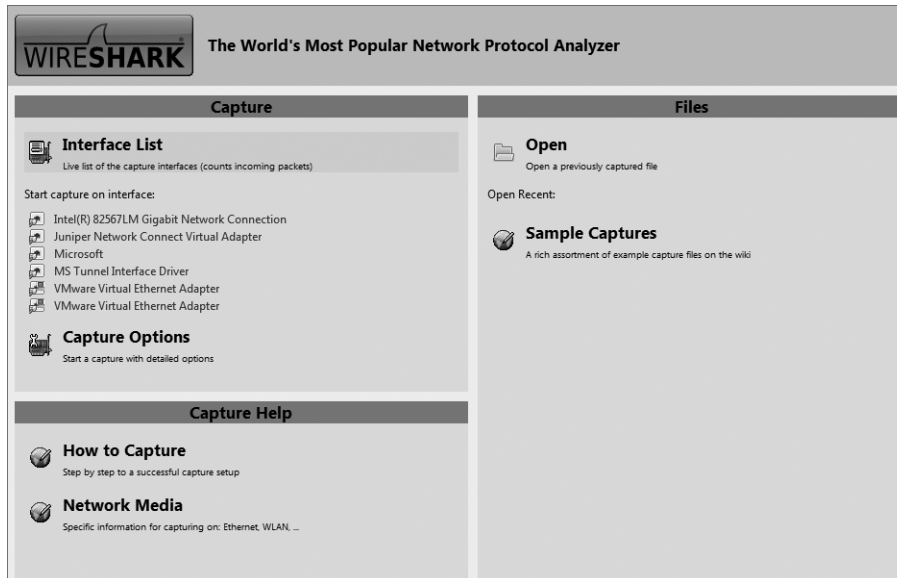 WIRESHARK
The World's Most Popular Network Protocol Analyzer
Capture
Interface List
Live list of the capture interfaces (counts incoming packets)
Start capture on interface:
Intel(R) 82567LM Gigabit Network Connection
Juniper Network Connect Virtual Adapter
Microsoft
MS Tunnel Interface Driver
VMware Virtual Ethernet Adapter
VMware Virtual Ethernet Adapter
Capture Options
Start a capture with detailed options
Capture Help
How to Capture
Step by step to a successful capture setup
Network Media
Specific information for capturing on: Ethernet, WLAN, ...
Files
Open
Open a previously captured file
Open Recent:
Sample Captures
A rich assortment of example capture files on the wiki